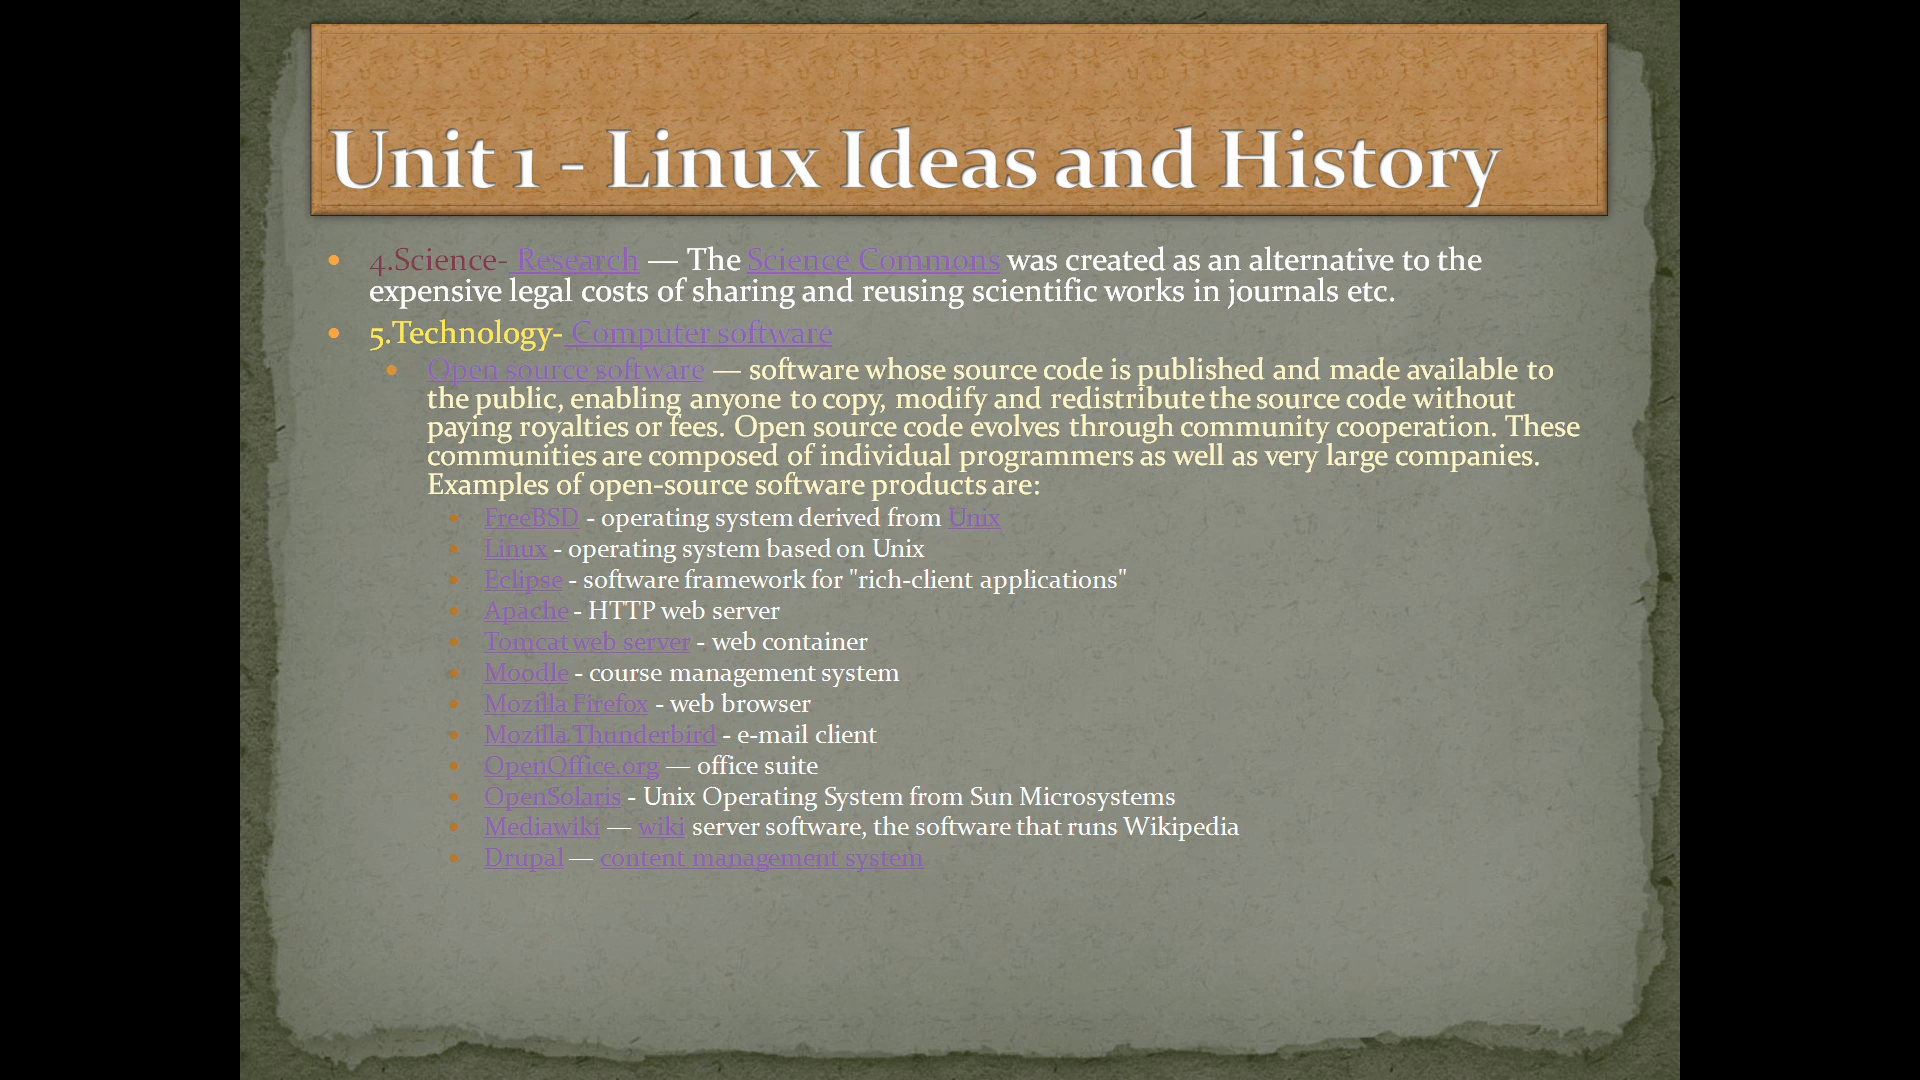 Unit 1 - Linux Ideas and History
• 4.Science- Research — The Science Commons was created as an alternative to the
expensive legal costs of sharing and reusing scientific works in journals etc.
• 5.Technology- Computer software
• Open source software — software whose source code is published and made available to
the public, enabling anyone to copy, modify and redistribute the source code without
paying royalties or fees. Open source code evolves through community cooperation. These
communities are composed of individual programmers as well as very large companies.
Examples of open-source software products are:
• FreeBSD - operating system derived from Unix
• Linux - operating system based on Unix
• Eclipse - software framework for "rich-client applications"
• Apache - HTTP web server
• Tomcat web server - web container
• Moodle - course management system
• Mozilla Firefox - web browser
• Mozilla Thunderbird - e-mail client
• OpenOffice.org — office suite
• OpenSolaris - Unix Operating System from Sun Microsystems
• Mediawiki — wiki server software, the software that runs Wikipedia
• Drupal — content management system